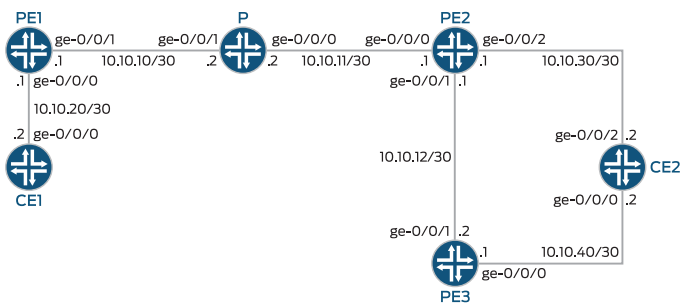 PE1
P
PE2
ge-0/0/1
ge-0/0/1
ge-0/0/0
ge-0/0/0
ge-0/0/2
.1
10.10.10/30
.2
.2
10.10.11/30
.1
.1
10.10.30/30
.1
ge-0/0/0
ge-0/0/1
.1
10.10.20/30
.2
ge-0/0/0
ge-0/0/2
.2
10.10.12/30
CE1
CE2
ge-0/0/0
.2
ge-0/0/1
.2
.1
10.10.40/30
ge-0/0/0
PE3